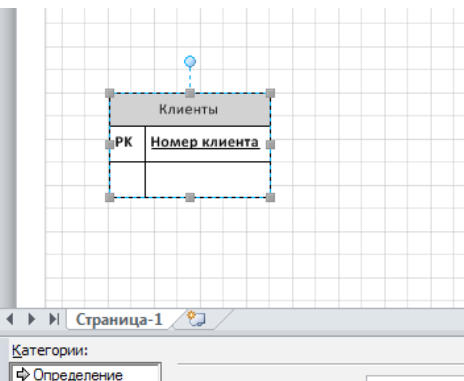 Клиенты
PK Номер клиента
Страница-1
Категории:
Определение